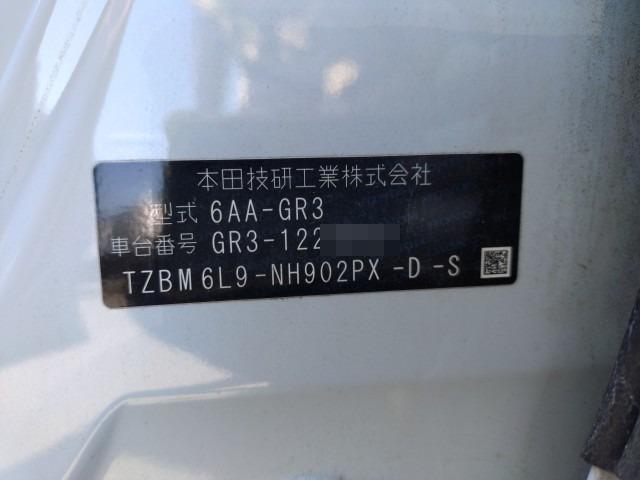 本田技研工業株式会社
型式 6AA-GR3
車台番号 GR3-122
TZBM6L9-NH902PX-D-S